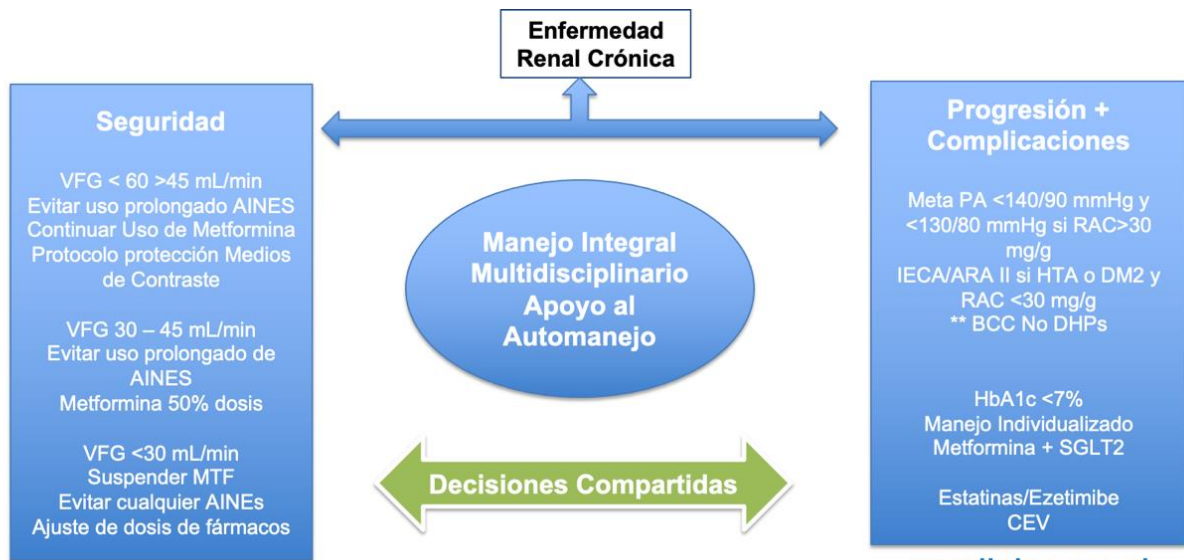 Enfermedad
Renal Crónica
Seguridad
VFG < 60 >45 mL/min
Evitar uso prolongado AINES
Continuar Uso de Metformina
Protocolo protección Medios
de Contraste
VFG 30 – 45 mL/min
Evitar uso prolongado de
AINES
Metformina 50% dosis
VFG <30 mL/min
Suspender MTF
Evitar cualquier AINEs
Ajuste de dosis de fármacos
Manejo Integral
Multidisciplinario
Apoyo al
Automanejo
Decisiones Compartidas
Progresión +
Complicaciones
Meta PA <140/90 mmHg y
<130/80 mmHg si RAC>30
mg/g
IECA/ARA II si HTA o DM2 y
RAC <30 mg/g
** BCC No DHPs
HbA1c <7%
Manejo Individualizado
Metformina + SGLT2
Estatinas/Ezetimibe
CEV